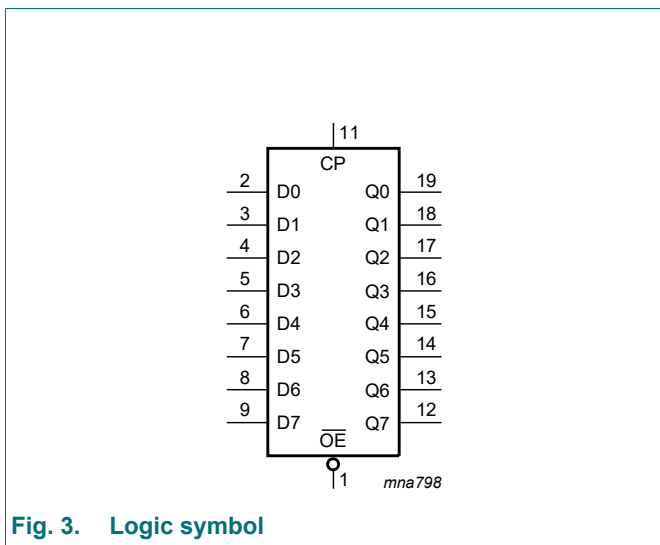 11
CP
2 D0 Q0 19
3 D1 Q1 18
4 D2 Q2 17
5 D3 Q3 16
6 D4 Q4 15
7 D5 Q5 14
8 D6 Q6 13
9 D7 Q7 12
O̅E̅
1 mna798
Fig. 3. Logic symbol